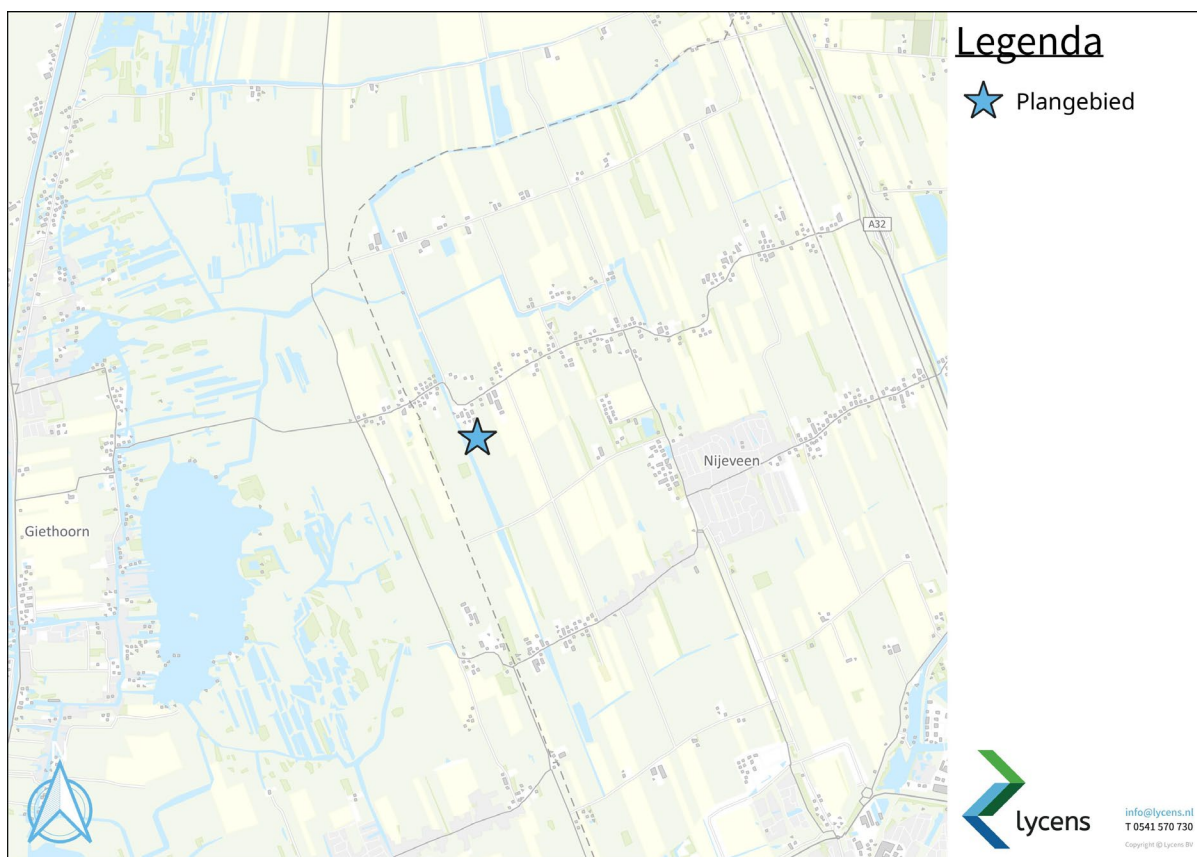 Legenda
Plangebied
A32
Nijeveen
Giethoorn
N
lycens
info@lycens.nl
T 0541 570 730
Copyright © Lycens BV